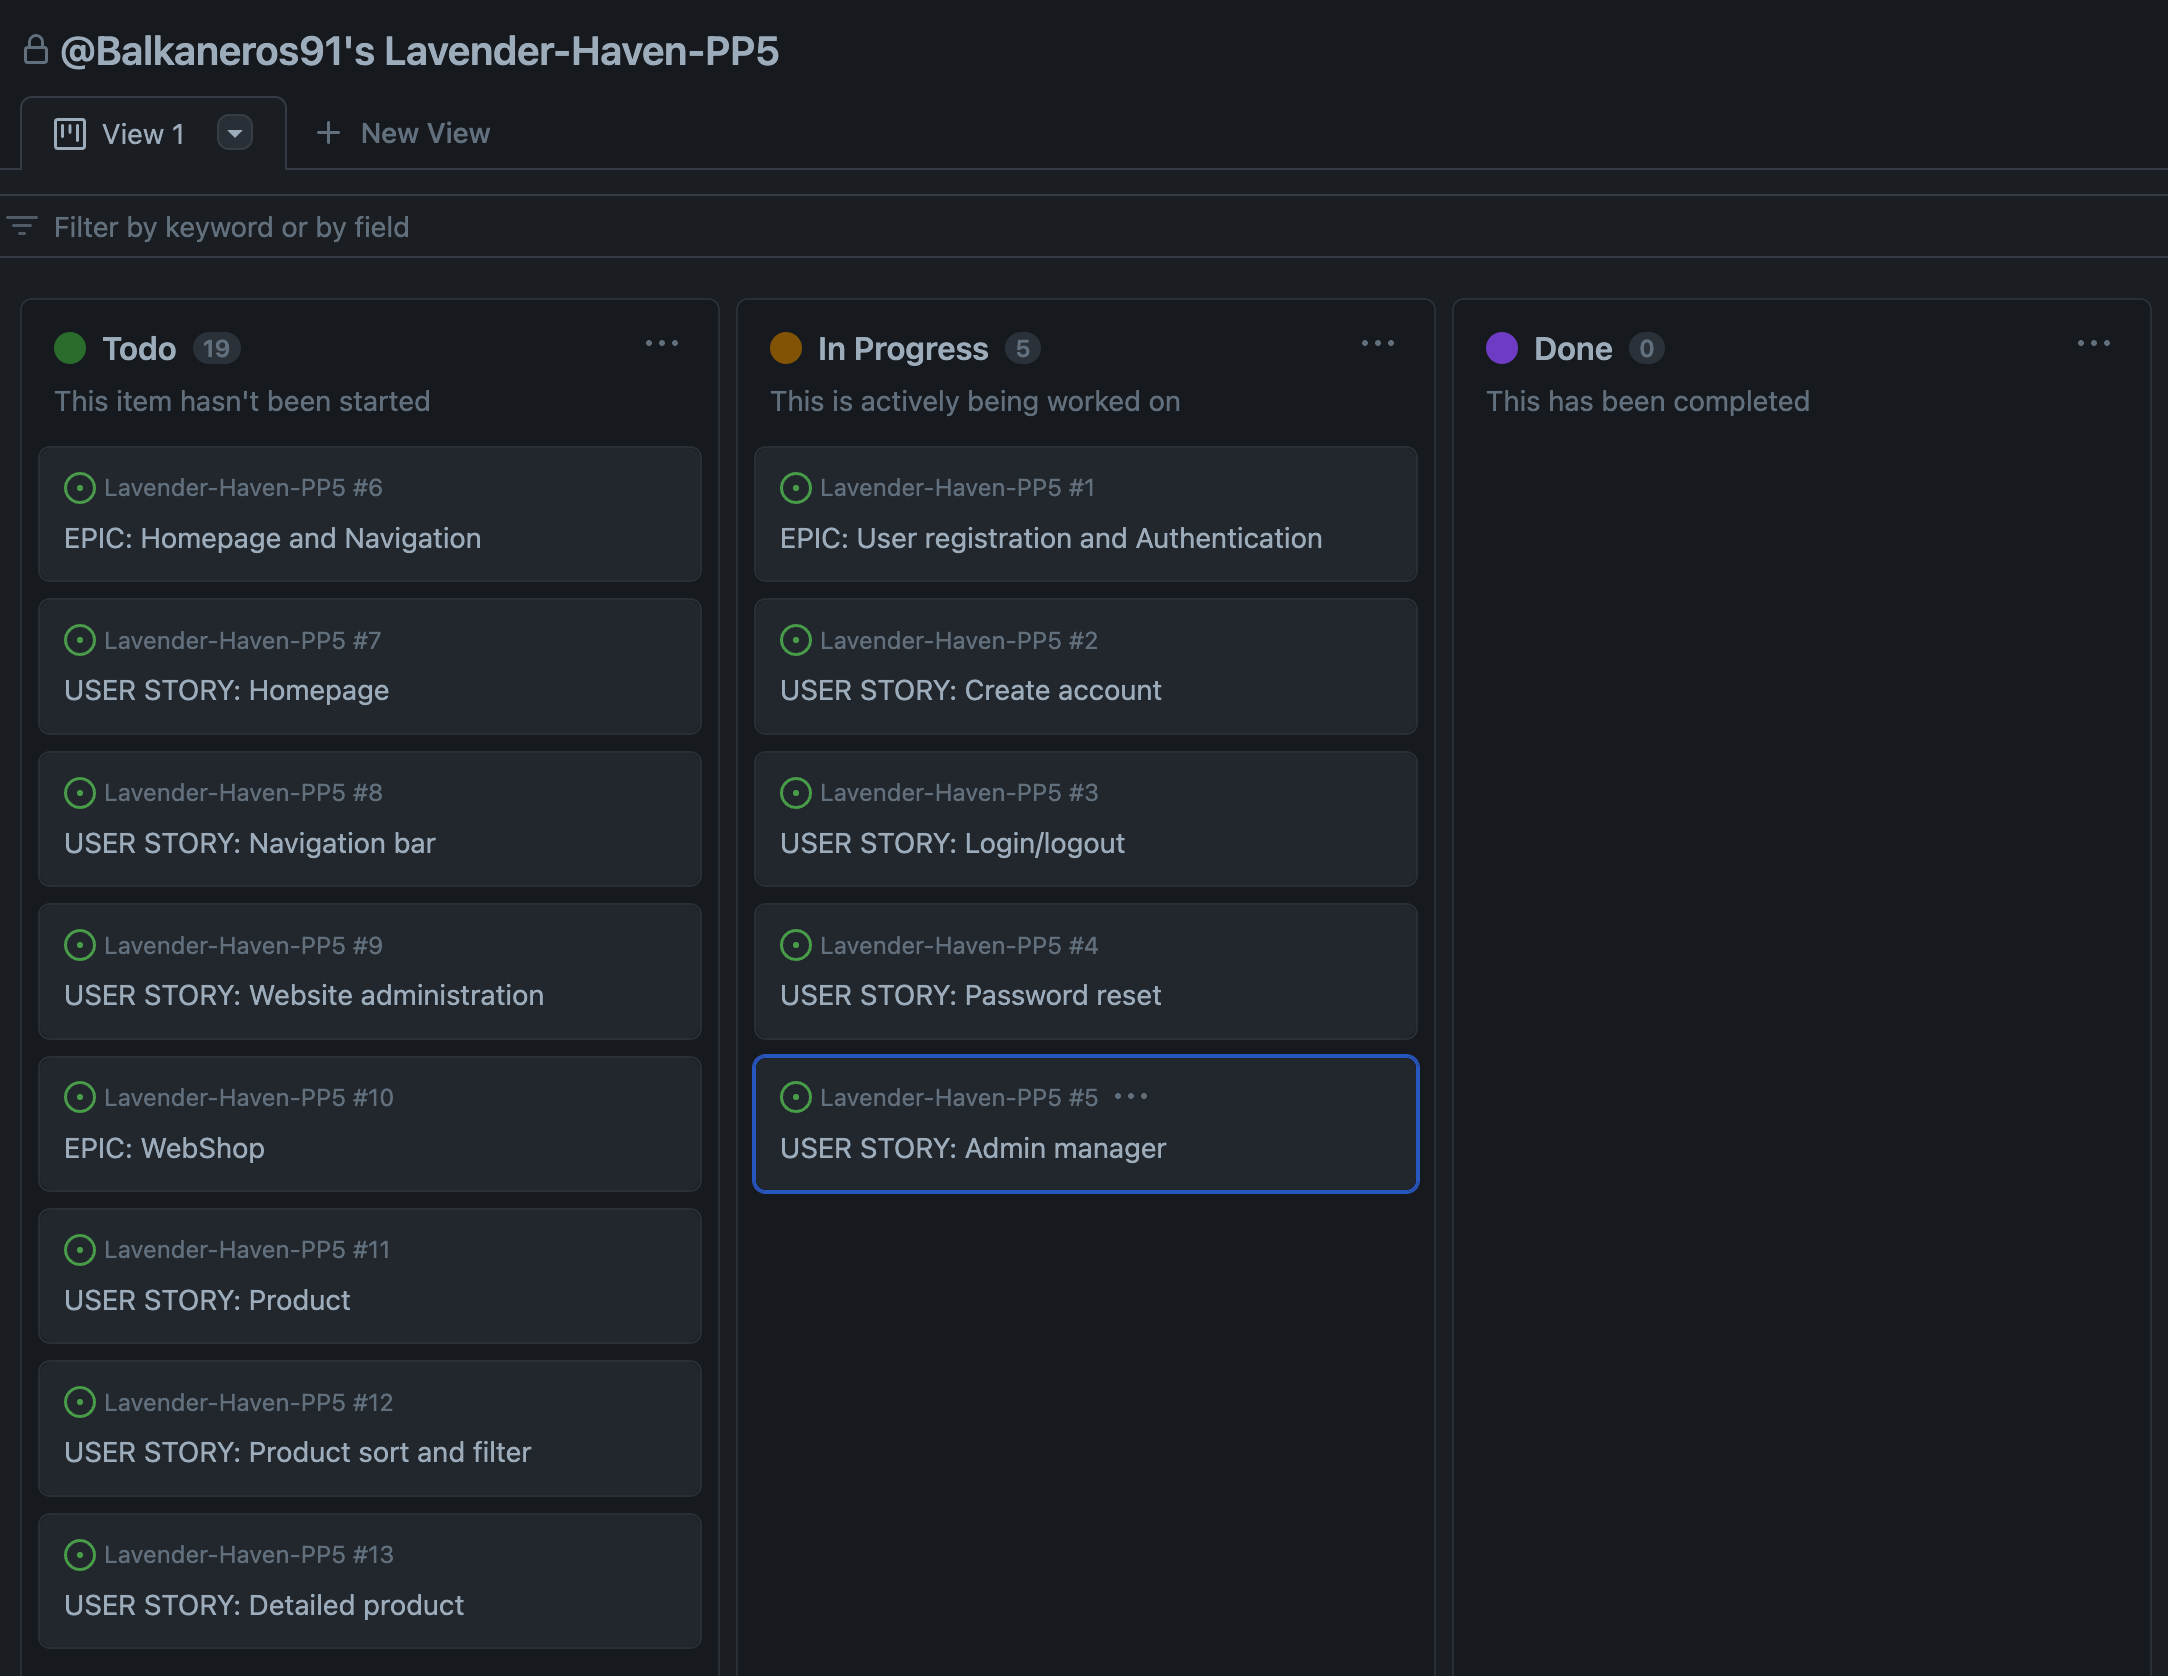 @Balkaneros91's Lavender-Haven-PP5
View 1
New View
Filter by keyword or by field
Todo 19
This item hasn't been started
Lavender-Haven-PP5 #6
EPIC: Homepage and Navigation
Lavender-Haven-PP5 #7
USER STORY: Homepage
Lavender-Haven-PP5 #8
USER STORY: Navigation bar
Lavender-Haven-PP5 #9
USER STORY: Website administration
Lavender-Haven-PP5 #10
EPIC: WebShop
Lavender-Haven-PP5 #11
USER STORY: Product
Lavender-Haven-PP5 #12
USER STORY: Product sort and filter
Lavender-Haven-PP5 #13
USER STORY: Detailed product
In Progress 5
This is actively being worked on
Lavender-Haven-PP5 #1
EPIC: User registration and Authentication
Lavender-Haven-PP5 #2
USER STORY: Create account
Lavender-Haven-PP5 #3
USER STORY: Login/logout
Lavender-Haven-PP5 #4
USER STORY: Password reset
Lavender-Haven-PP5 #5
USER STORY: Admin manager
Done 0
This has been completed